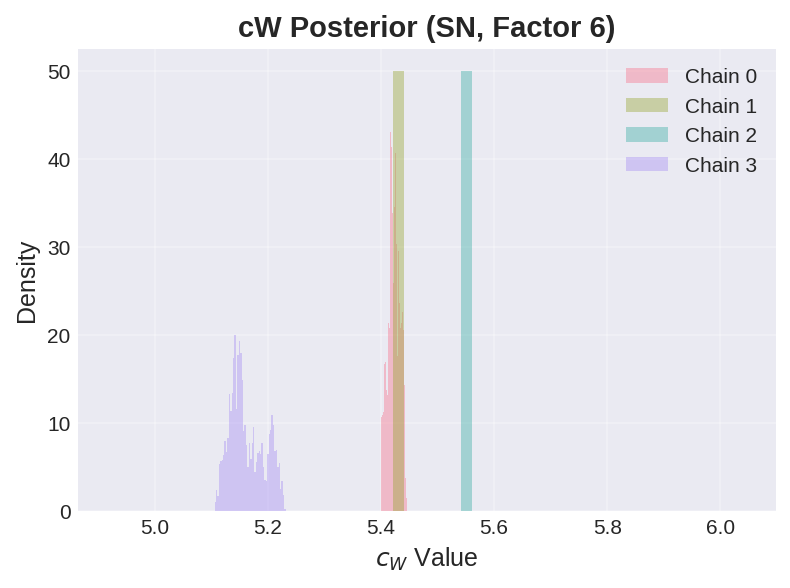 cW Posterior (SN, Factor 6)
Chain 0
Chain 1
Chain 2
Chain 3
Density
50
40
30
20
10
0
5.0 5.2 5.4 5.6 5.8 6.0
c_W Value